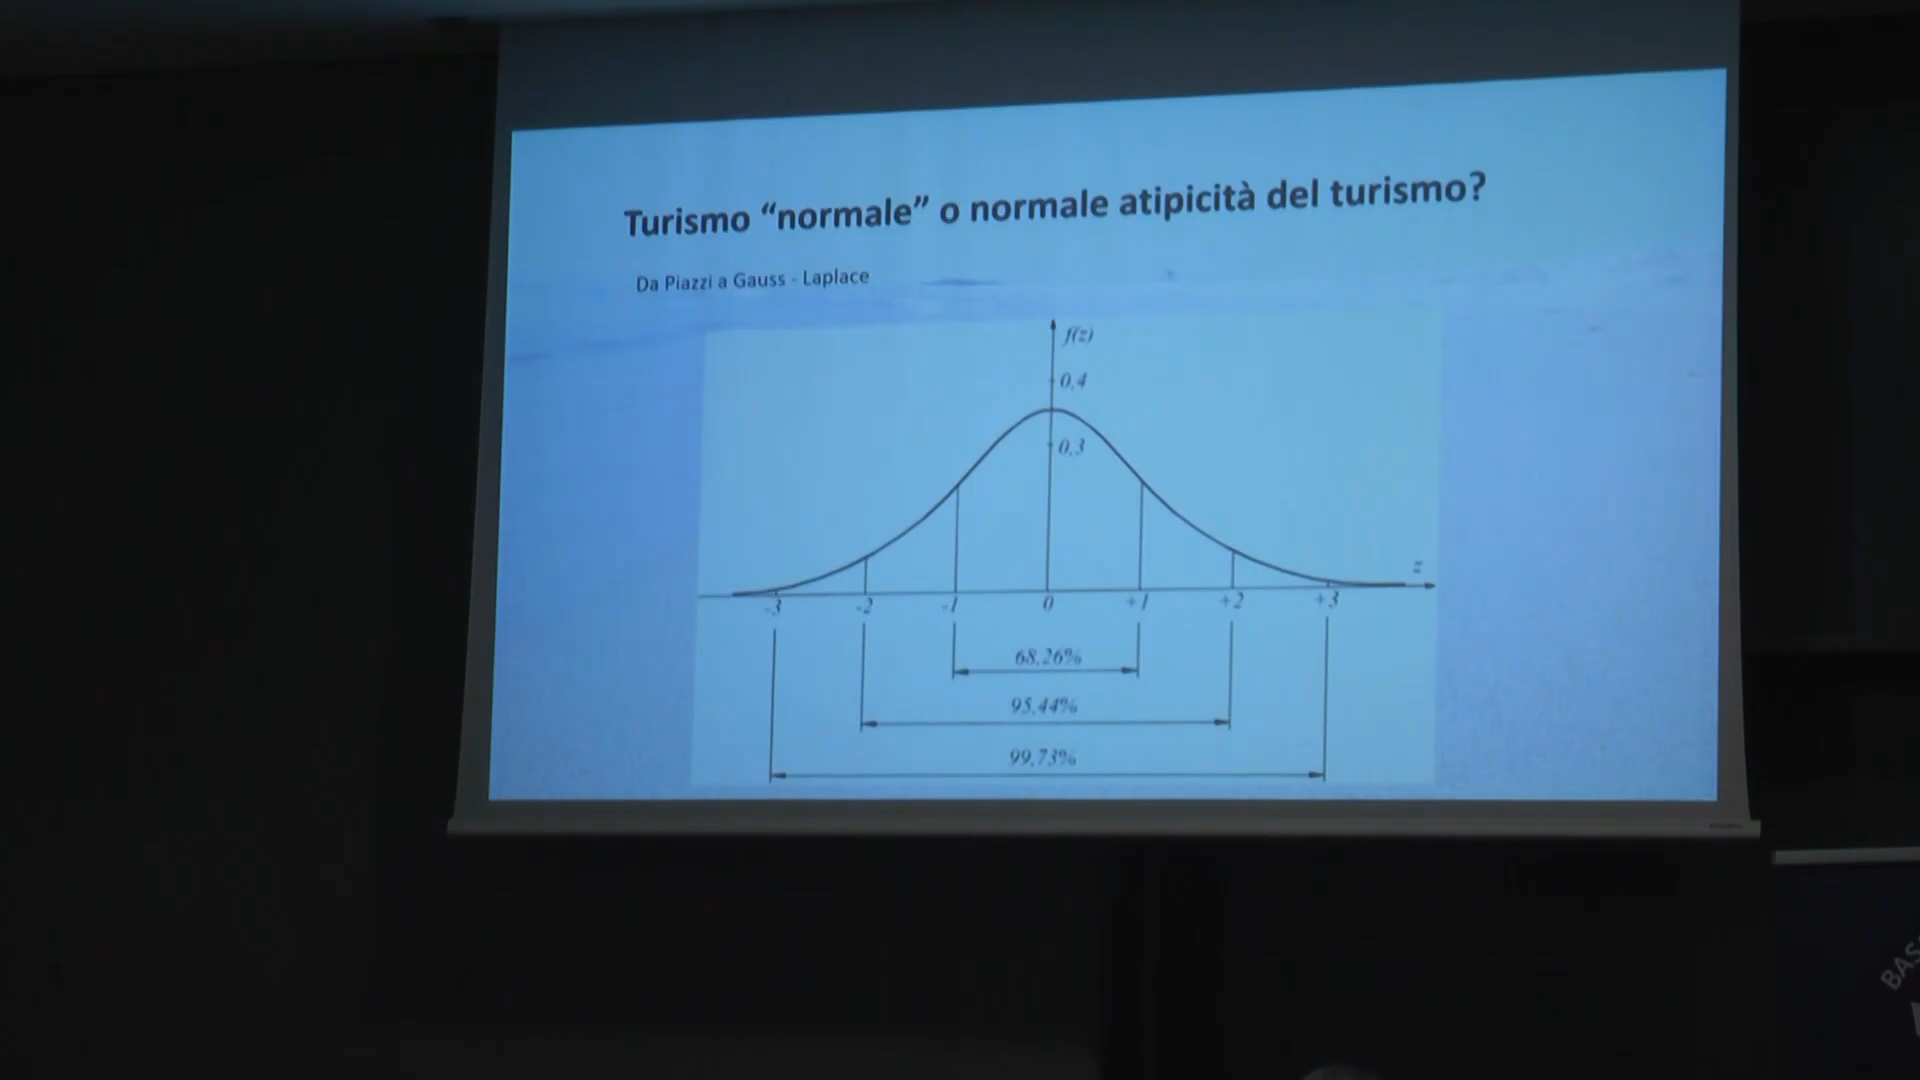 Turismo “normale” o normale atipicità del turismo?
Da Piazzi a Gauss - Laplace
f(z)
0,4
0,3
z
-3 -2 -1 0 +1 +2 +3
68,26%
95,44%
99,73%
BAS